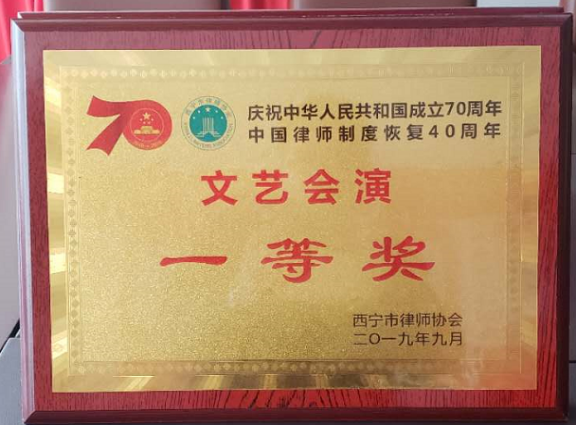 70
庆祝中华人民共和国成立70周年
中国律师制度恢复40周年
文艺会演
一等奖
西宁市律师协会
二〇一九年九月